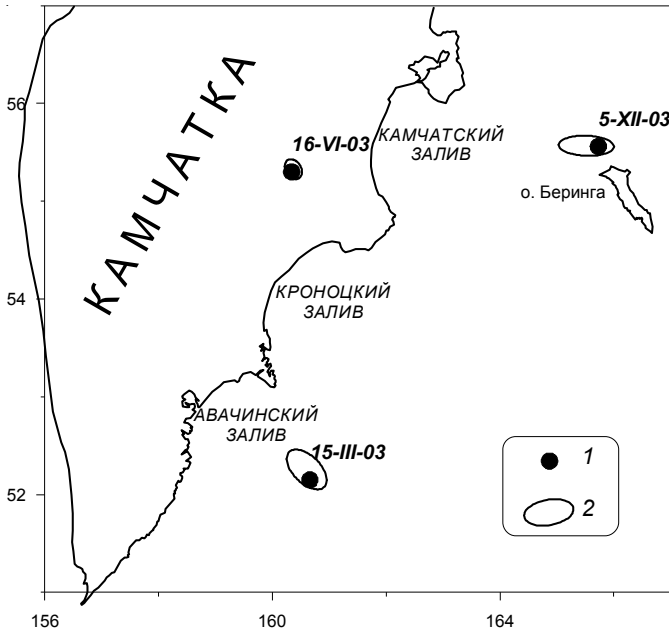 56
54
52
156
160
164
КАМЧАТКА
16-VI-03
КАМЧАТСКИЙ
ЗАЛИВ
5-XII-03
о. Беринга
КРОНОЦКИЙ
ЗАЛИВ
АВАЧИНСКИЙ
ЗАЛИВ
15-III-03
1
2